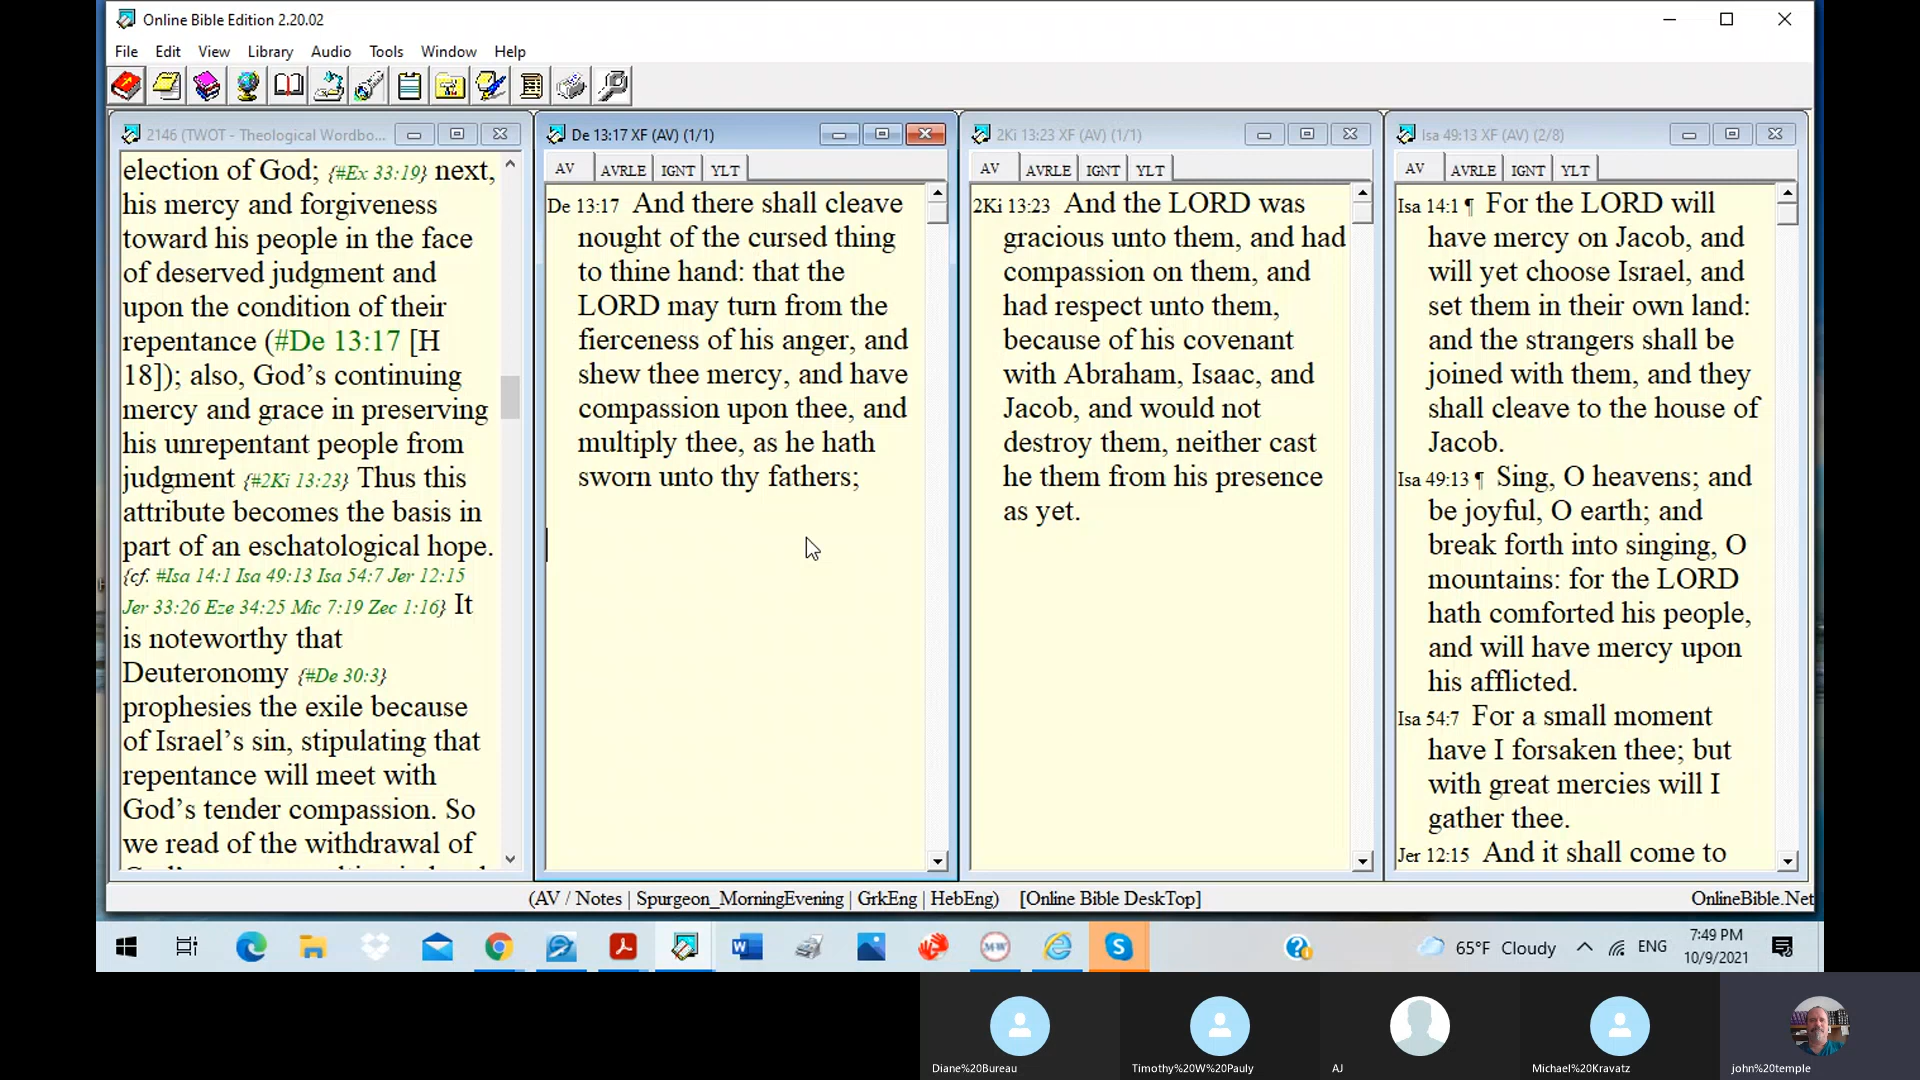 Online Bible Edition 2.20.02
File Edit View Library Audio Tools Window Help
2146 (TWOT - Theological Wordbo...
election of God; {#Ex 33:19} next,
his mercy and forgiveness
toward his people in the face
of deserved judgment and
upon the condition of their
repentance (#De 13:17 [H
18]); also, God’s continuing
mercy and grace in preserving
his unrepentant people from
judgment {#2Ki 13:23} Thus this
attribute becomes the basis in
part of an eschatological hope.
{cf. #Isa 14:1 Isa 49:13 Isa 54:7 Jer 12:15
Jer 33:26 Eze 34:25 Mic 7:19 Zec 1:16} It
is noteworthy that
Deuteronomy {#De 30:3}
prophesies the exile because
of Israel’s sin, stipulating that
repentance will meet with
God’s tender compassion. So
we read of the withdrawal of
De 13:17 XF (AV) (1/1)
AV AVRLE IGNT YLT
De 13:17 And there shall cleave
nought of the cursed thing
to thine hand: that the
LORD may turn from the
fierceness of his anger, and
shew thee mercy, and have
compassion upon thee, and
multiply thee, as he hath
sworn unto thy fathers;
2Ki 13:23 XF (AV) (1/1)
AV AVRLE IGNT YLT
2Ki 13:23 And the LORD was
gracious unto them, and had
compassion on them, and
had respect unto them,
because of his covenant
with Abraham, Isaac, and
Jacob, and would not
destroy them, neither cast
he them from his presence
as yet.
Isa 49:13 XF (AV) (2/8)
AV AVRLE IGNT YLT
Isa 14:1 ¶ For the LORD will
have mercy on Jacob, and
will yet choose Israel, and
set them in their own land:
and the strangers shall be
joined with them, and they
shall cleave to the house of
Jacob.
Isa 49:13 ¶ Sing, O heavens; and
be joyful, O earth; and
break forth into singing, O
mountains: for the LORD
hath comforted his people,
and will have mercy upon
his afflicted.
Isa 54:7 For a small moment
have I forsaken thee; but
with great mercies will I
gather thee.
Jer 12:15 And it shall come to
(AV / Notes | Spurgeon_MorningEvening | GrkEng | HebEng) [Online Bible DeskTop]
OnlineBible.Net
65°F Cloudy
ENG
7:49 PM
10/9/2021
Diane%20Bureau
Timothy%20W%20Pauly
AJ
Michael%20Kravatz
john%20temple